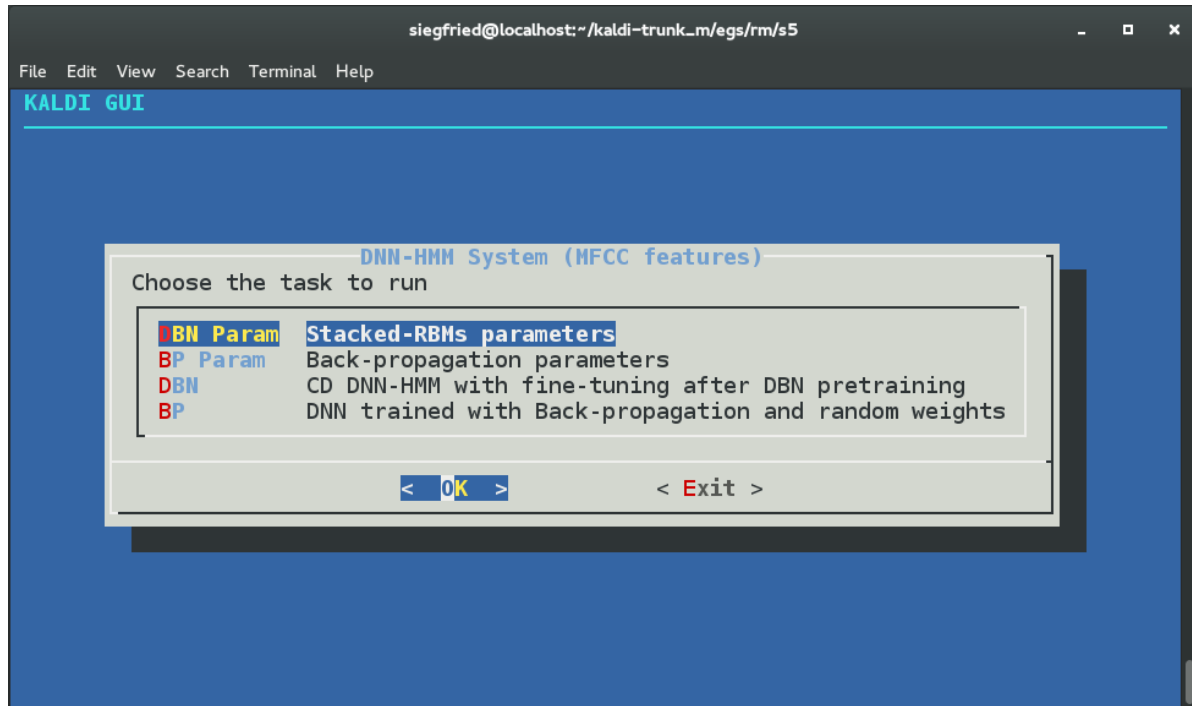 siegfried@localhost:~/kaldi-trunk_m/egs/rm/s5
File Edit View Search Terminal Help
KALDI GUI
DNN-HMM System (MFCC features)
Choose the task to run
DBN Param Stacked-RBMs parameters
BP Param Back-propagation parameters
DBN CD DNN-HMM with fine-tuning after DBN pretraining
BP DNN trained with Back-propagation and random weights
< OK > < Exit >